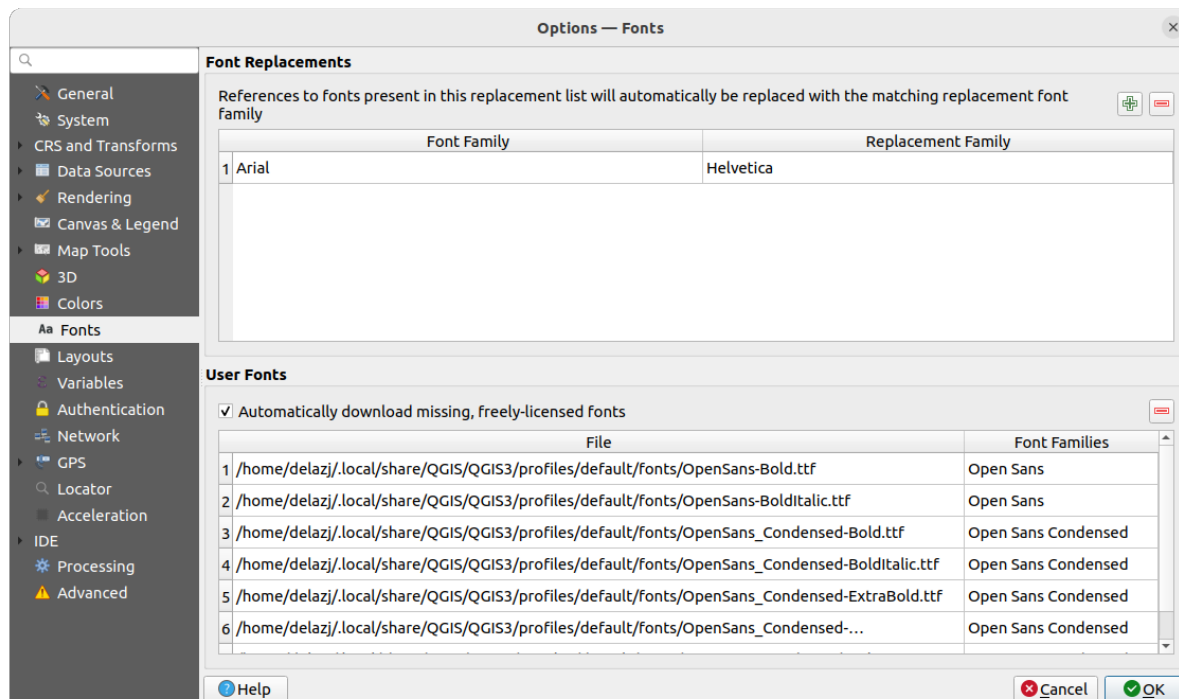 Options — Fonts
General
System
CRS and Transforms
Data Sources
Rendering
Canvas & Legend
Map Tools
3D
Colors
Aa Fonts
Layouts
Variables
Authentication
Network
GPS
Locator
Acceleration
IDE
Processing
Advanced
Font Replacements
References to fonts present in this replacement list will automatically be replaced with the matching replacement font
family
Font Family Replacement Family
1 Arial Helvetica
User Fonts
Automatically download missing, freely-licensed fonts
File Font Families
1 /home/delazj/.local/share/QGIS/QGIS3/profiles/default/fonts/OpenSans-Bold.ttf Open Sans
2 /home/delazj/.local/share/QGIS/QGIS3/profiles/default/fonts/OpenSans-BoldItalic.ttf Open Sans
3 /home/delazj/.local/share/QGIS/QGIS3/profiles/default/fonts/OpenSans_Condensed-Bold.ttf Open Sans Condensed
4 /home/delazj/.local/share/QGIS/QGIS3/profiles/default/fonts/OpenSans_Condensed-BoldItalic.ttf Open Sans Condensed
5 /home/delazj/.local/share/QGIS/QGIS3/profiles/default/fonts/OpenSans_Condensed-ExtraBold.ttf Open Sans Condensed
6 /home/delazj/.local/share/QGIS/QGIS3/profiles/default/fonts/OpenSans_Condensed-... Open Sans Condensed
Help Cancel OK